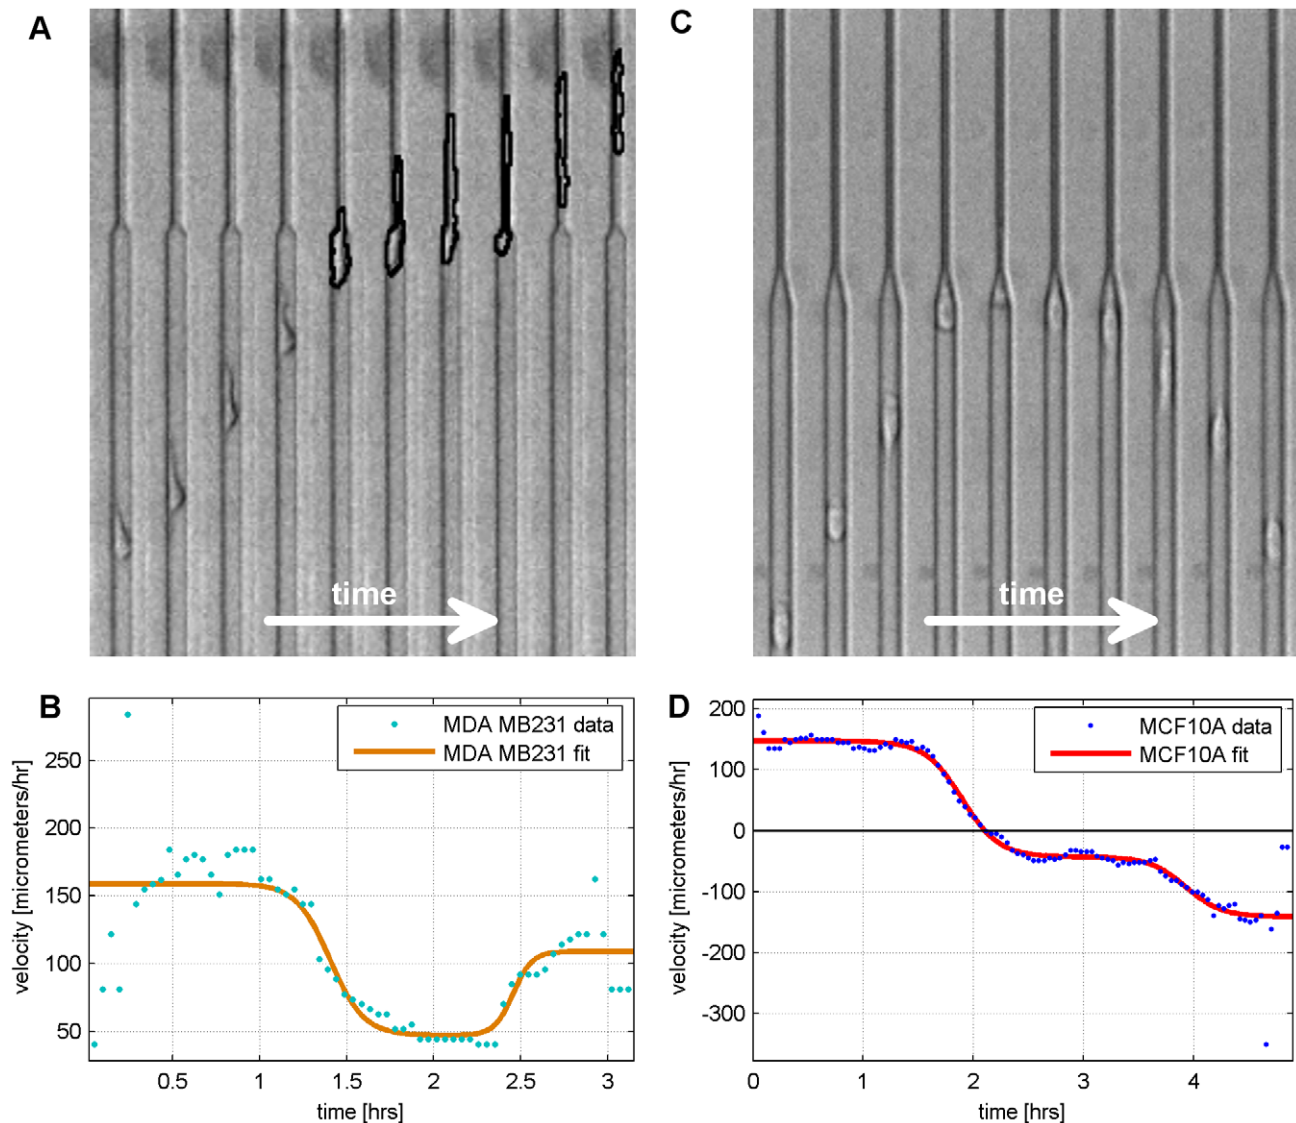 A
C
time
time
B
MDA MB231 data
MDA MB231 fit
velocity [micrometers/hr]
250
200
150
100
50
0.5
1
1.5
2
2.5
3
time [hrs]
D
MCF10A data
MCF10A fit
velocity [micrometers/hr]
200
100
0
-100
-200
-300
0
1
2
3
4
time [hrs]